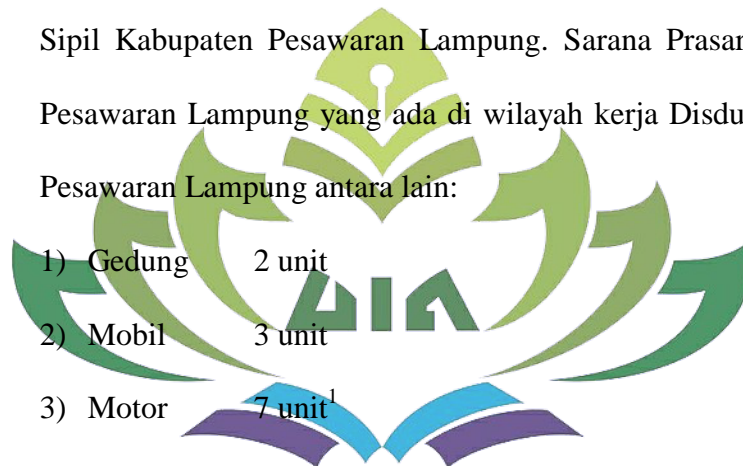 Sipil Kabupaten Pesawaran Lampung. Sarana Prasar
Pesawaran Lampung yang ada di wilayah kerja Disdu
Pesawaran Lampung antara lain:
1) Gedung 2 unit
UIN
2) Mobil 3 unit
3) Motor 7 unit¹